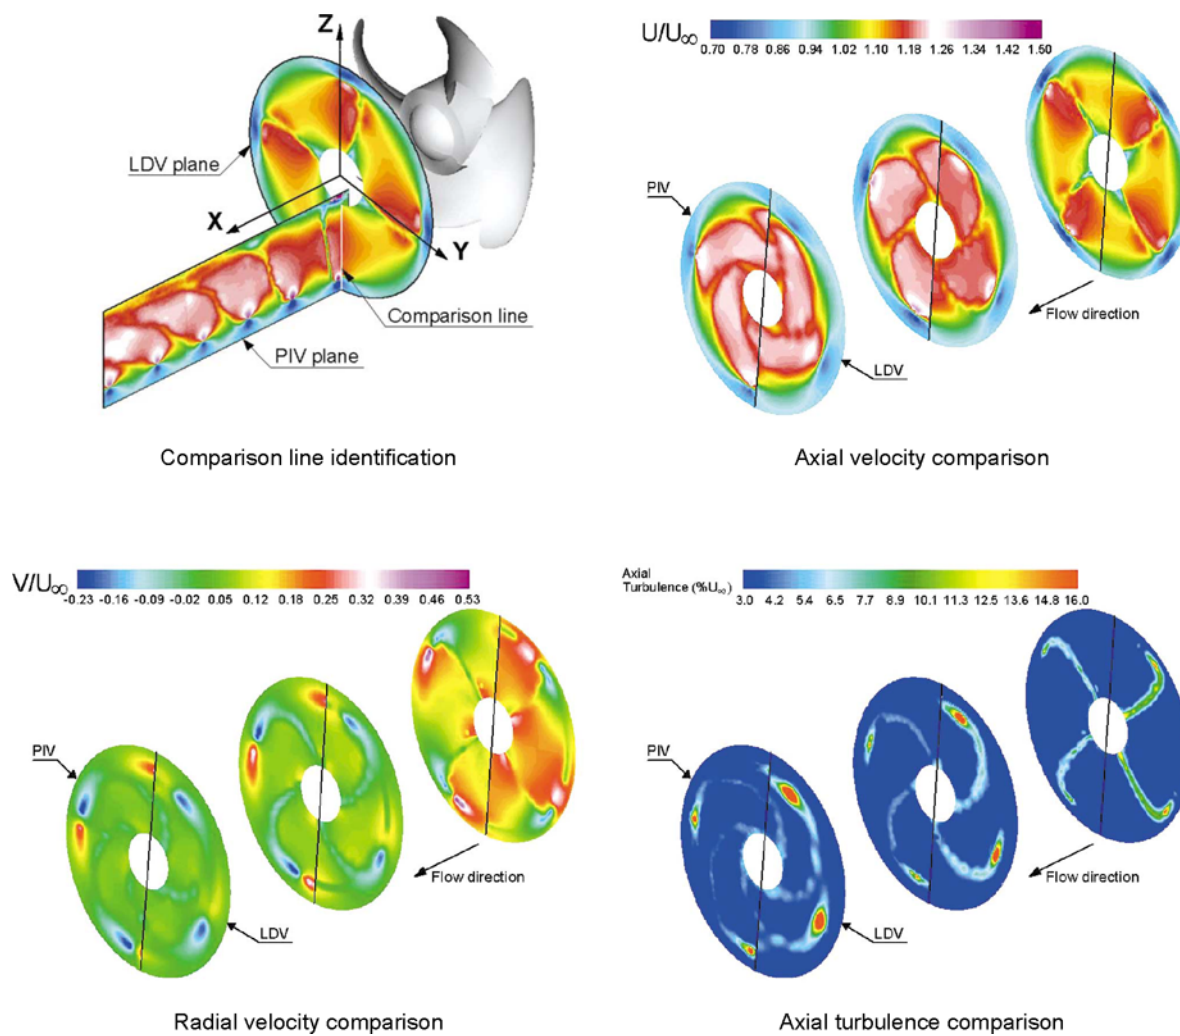 Z
LDV plane
X
Y
Comparison line
PIV plane
Comparison line identification
U/U∞
0.70 0.78 0.86 0.94 1.02 1.10 1.18 1.26 1.34 1.42 1.50
PIV
Flow direction
LDV
Axial velocity comparison
V/U∞
-0.23 -0.16 -0.09 -0.02 0.05 0.12 0.18 0.25 0.32 0.39 0.46 0.53
PIV
Flow direction
LDV
Radial velocity comparison
Axial
Turbulence (%U∞)
3.0 4.2 5.4 6.5 7.7 8.9 10.1 11.3 12.5 13.6 14.8 16.0
PIV
Flow direction
LDV
Axial turbulence comparison